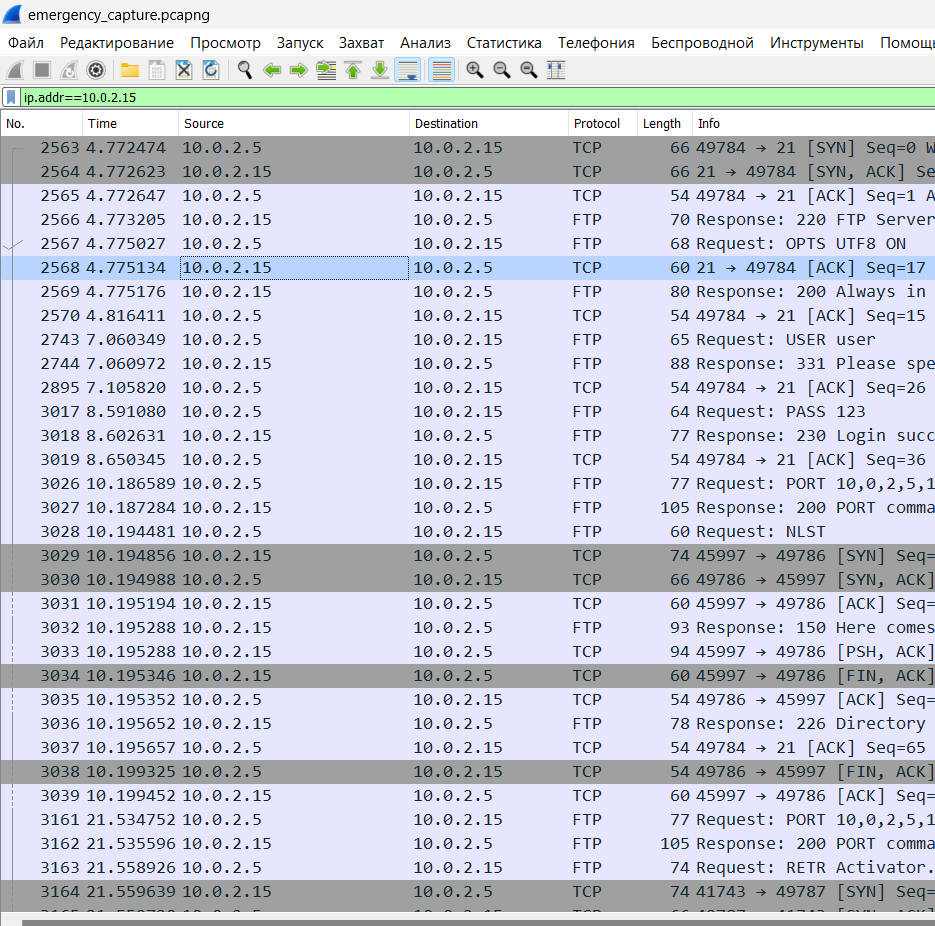 emergency_capture.pcapng
Файл Редактирование Просмотр Запуск Захват Анализ Статистика Телефония Беспроводной Инструменты Помощь
ip.addr==10.0.2.15
No. Time Source Destination Protocol Length Info
2563 4.772474 10.0.2.5 10.0.2.15 TCP 66 49784 → 21 [SYN] Seq=0 W
2564 4.772623 10.0.2.15 10.0.2.5 TCP 66 21 → 49784 [SYN, ACK] Se
2565 4.772647 10.0.2.5 10.0.2.15 TCP 54 49784 → 21 [ACK] Seq=1 A
2566 4.773205 10.0.2.15 10.0.2.5 FTP 70 Response: 220 FTP Server
2567 4.775027 10.0.2.5 10.0.2.15 FTP 68 Request: OPTS UTF8 ON
2568 4.775134 10.0.2.15 10.0.2.5 TCP 60 21 → 49784 [ACK] Seq=17
2569 4.775176 10.0.2.15 10.0.2.5 FTP 80 Response: 200 Always in
2570 4.816411 10.0.2.5 10.0.2.15 TCP 54 49784 → 21 [ACK] Seq=15
2743 7.060349 10.0.2.5 10.0.2.15 FTP 65 Request: USER user
2744 7.060972 10.0.2.15 10.0.2.5 FTP 88 Response: 331 Please spe
2895 7.105820 10.0.2.5 10.0.2.15 TCP 54 49784 → 21 [ACK] Seq=26
3017 8.591080 10.0.2.5 10.0.2.15 FTP 64 Request: PASS 123
3018 8.602631 10.0.2.15 10.0.2.5 FTP 77 Response: 230 Login succ
3019 8.650345 10.0.2.5 10.0.2.15 TCP 54 49784 → 21 [ACK] Seq=36
3026 10.186589 10.0.2.5 10.0.2.15 FTP 77 Request: PORT 10,0,2,5,1
3027 10.187284 10.0.2.15 10.0.2.5 FTP 105 Response: 200 PORT comma
3028 10.194481 10.0.2.5 10.0.2.15 FTP 60 Request: NLST
3029 10.194856 10.0.2.15 10.0.2.5 TCP 74 45997 → 49786 [SYN] Seq=
3030 10.194988 10.0.2.5 10.0.2.15 TCP 66 49786 → 45997 [SYN, ACK]
3031 10.195194 10.0.2.15 10.0.2.5 TCP 60 45997 → 49786 [ACK] Seq=
3032 10.195288 10.0.2.15 10.0.2.5 FTP 93 Response: 150 Here comes
3033 10.195288 10.0.2.15 10.0.2.5 TCP 94 45997 → 49786 [PSH, ACK]
3034 10.195346 10.0.2.15 10.0.2.5 TCP 60 45997 → 49786 [FIN, ACK]
3035 10.195352 10.0.2.5 10.0.2.15 TCP 54 49786 → 45997 [ACK] Seq=
3036 10.195652 10.0.2.15 10.0.2.5 FTP 78 Response: 226 Directory
3037 10.195657 10.0.2.5 10.0.2.15 TCP 54 49784 → 21 [ACK] Seq=65
3038 10.199325 10.0.2.5 10.0.2.15 TCP 54 49786 → 45997 [FIN, ACK]
3039 10.199452 10.0.2.15 10.0.2.5 TCP 60 45997 → 49786 [ACK] Seq=
3161 21.534752 10.0.2.5 10.0.2.15 FTP 77 Request: PORT 10,0,2,5,1
3162 21.535596 10.0.2.15 10.0.2.5 FTP 105 Response: 200 PORT comma
3163 21.558926 10.0.2.5 10.0.2.15 FTP 74 Request: RETR Activator.
3164 21.559639 10.0.2.15 10.0.2.5 TCP 74 41743 → 49787 [SYN] Seq=